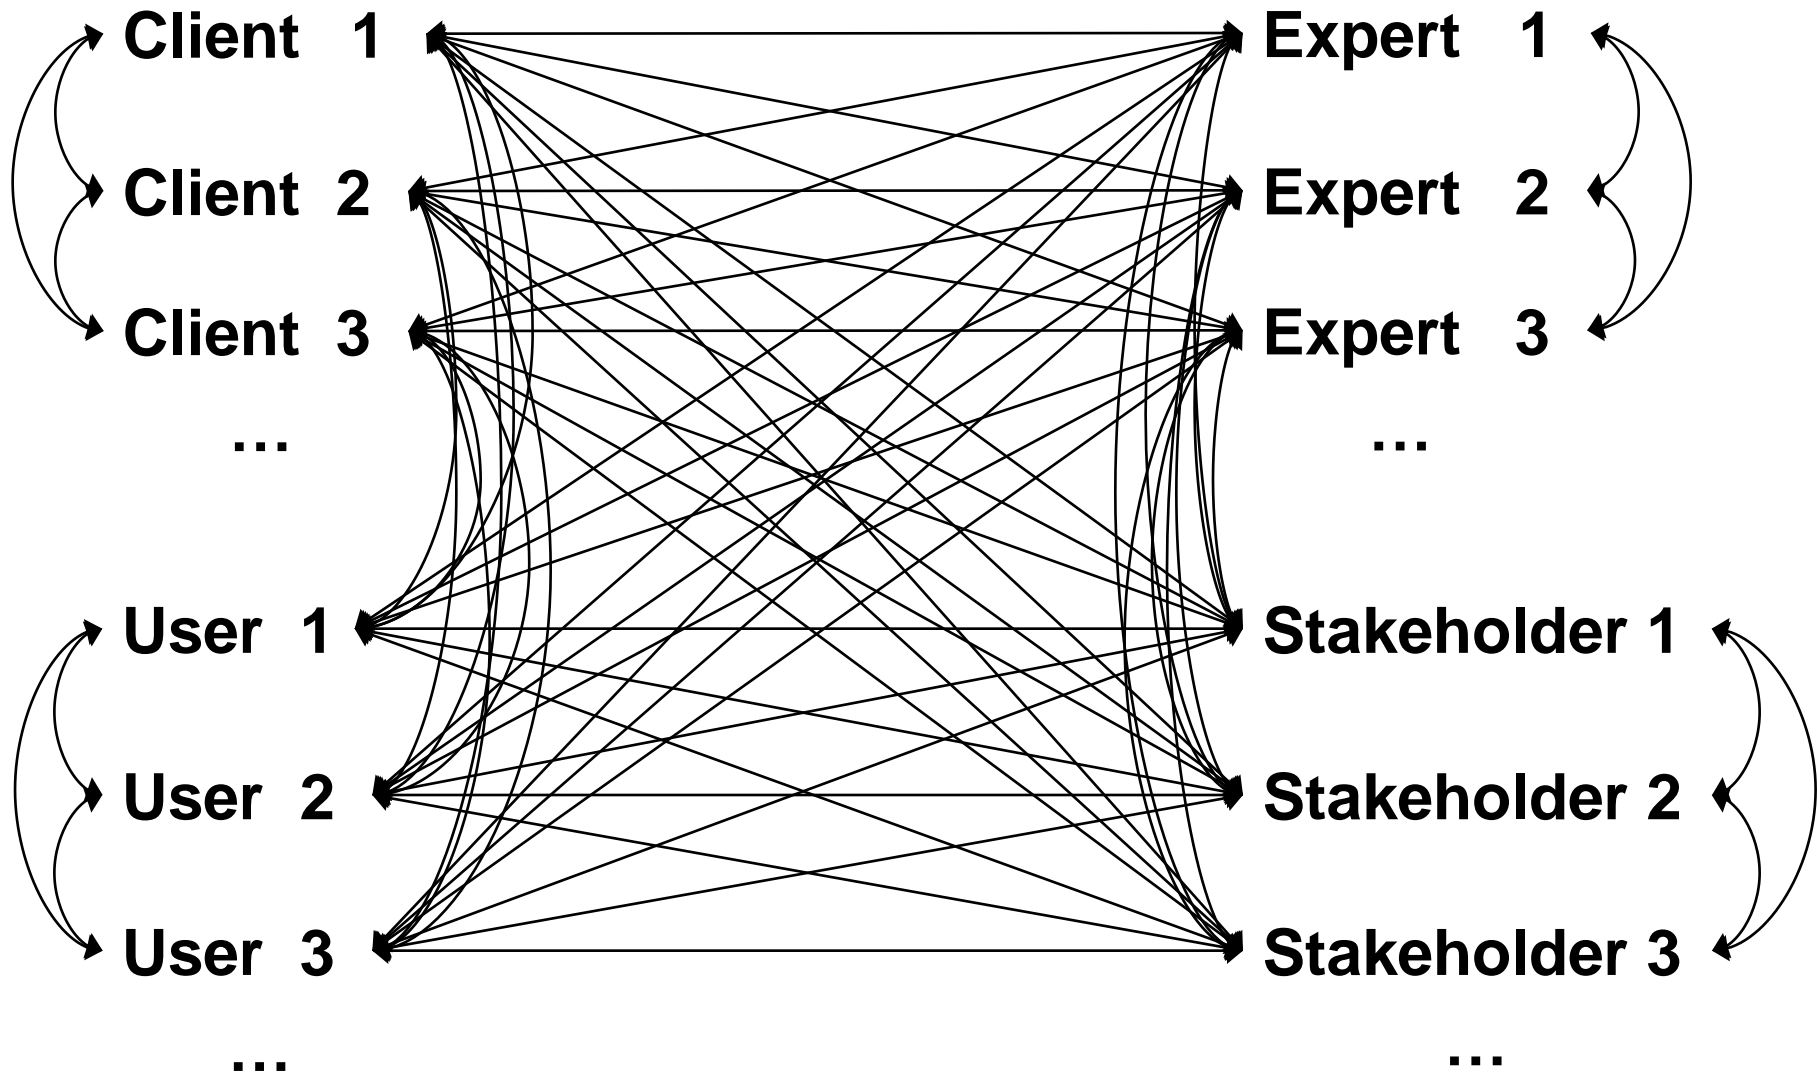 Client 1
Client 2
Client 3
...
User 1
User 2
User 3
...
Expert 1
Expert 2
Expert 3
...
Stakeholder 1
Stakeholder 2
Stakeholder 3
...